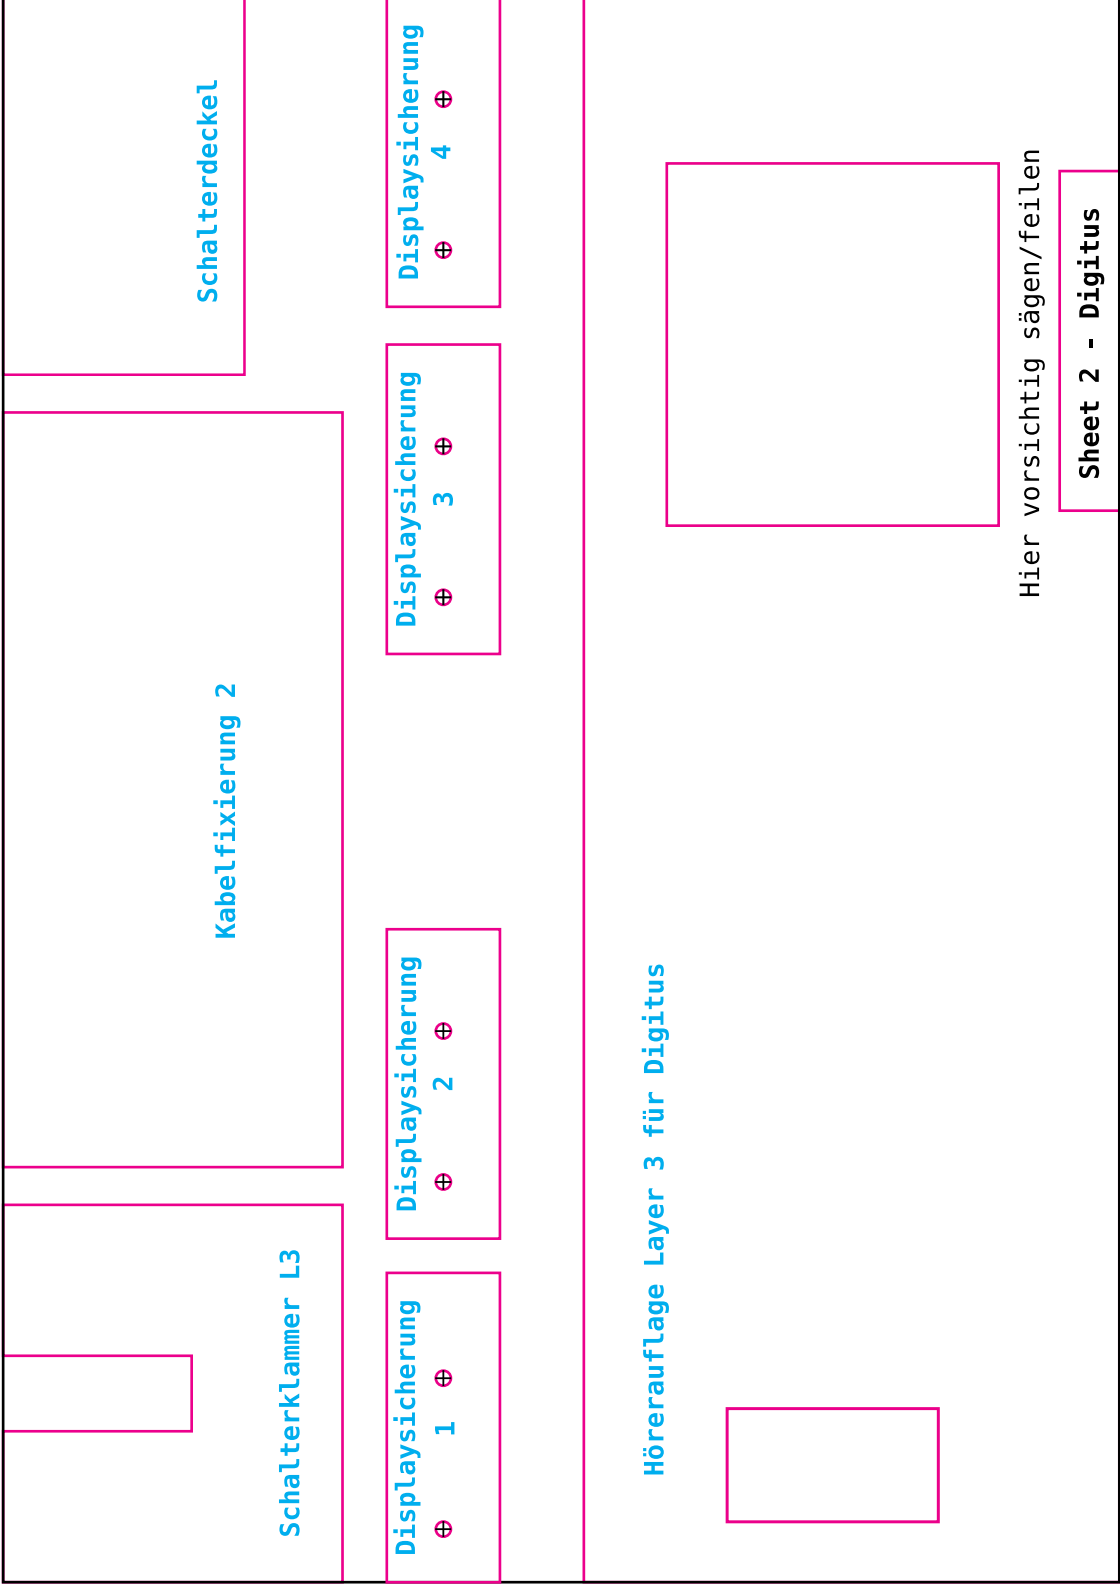 Schalterdeckel
Kabelfixierung 2
Schalterklammer L3
Displaysicherung
4
Displaysicherung
3
Displaysicherung
2
Displaysicherung
1
Hörerauflage Layer 3 für Digitus
Hier vorsichtig sägen/feilen
Sheet 2 - Digitus